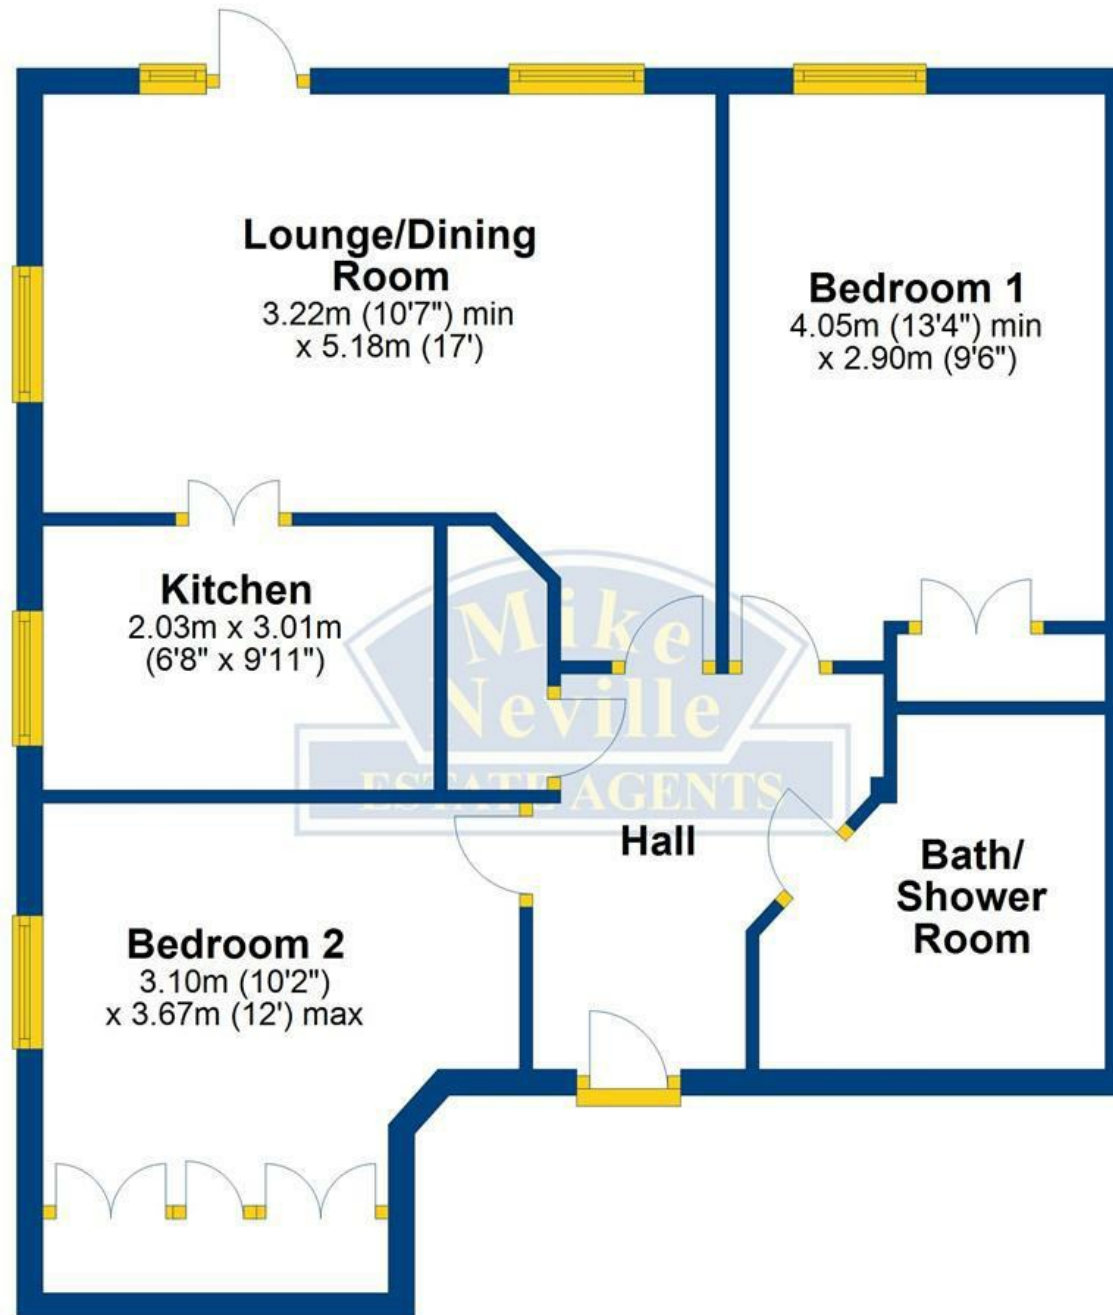 Lounge/Dining
Room
3.22m (10'7") min
x 5.18m (17')
Bedroom 1
4.05m (13'4") min
x 2.90m (9'6")
Kitchen
2.03m x 3.01m
(6'8" x 9'11")
Mike
Neville
ESTATE AGENTS
Hall
Bath/
Shower
Room
Bedroom 2
3.10m (10'2")
x 3.67m (12') max